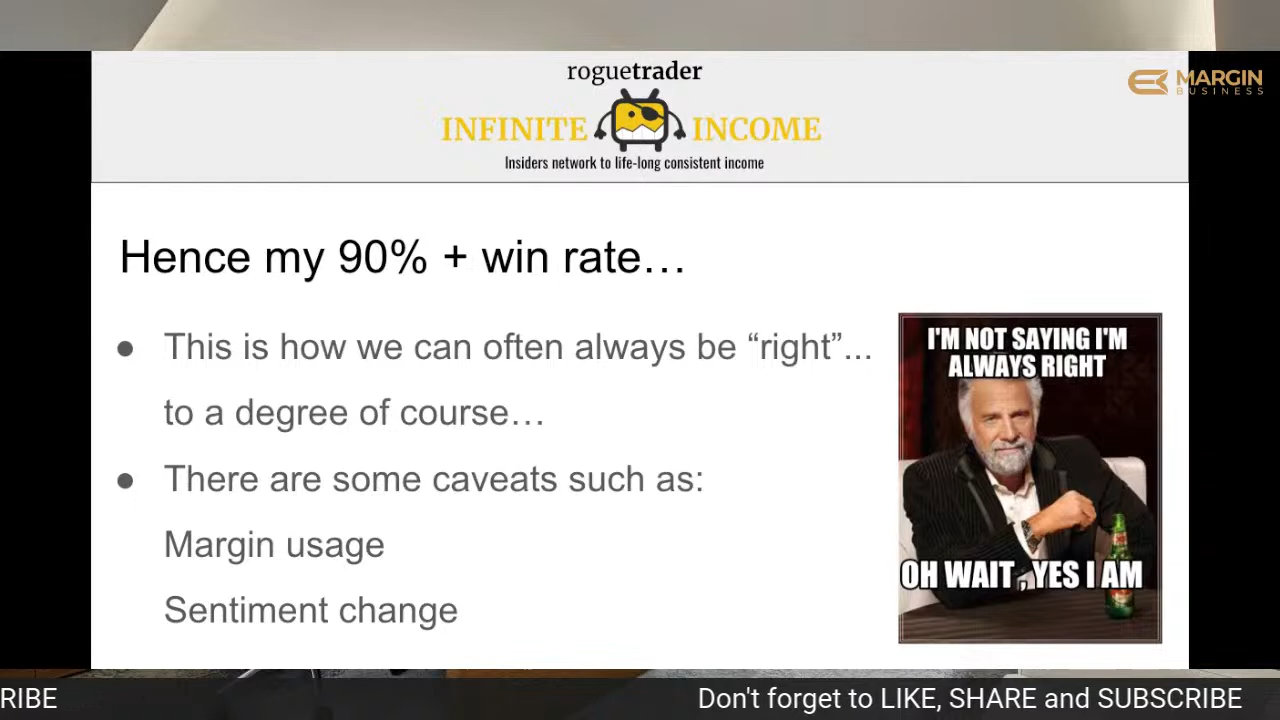 roguetrader
MARGIN
BUSINESS
INFINITE INCOME
Insiders network to life-long consistent income
Hence my 90% + win rate…
● This is how we can often always be “right”...
to a degree of course…
● There are some caveats such as:
Margin usage
Sentiment change
I'M NOT SAYING I'M
ALWAYS RIGHT
OH WAIT , YES I AM
RIBE
Don't forget to LIKE, SHARE and SUBSCRIBE